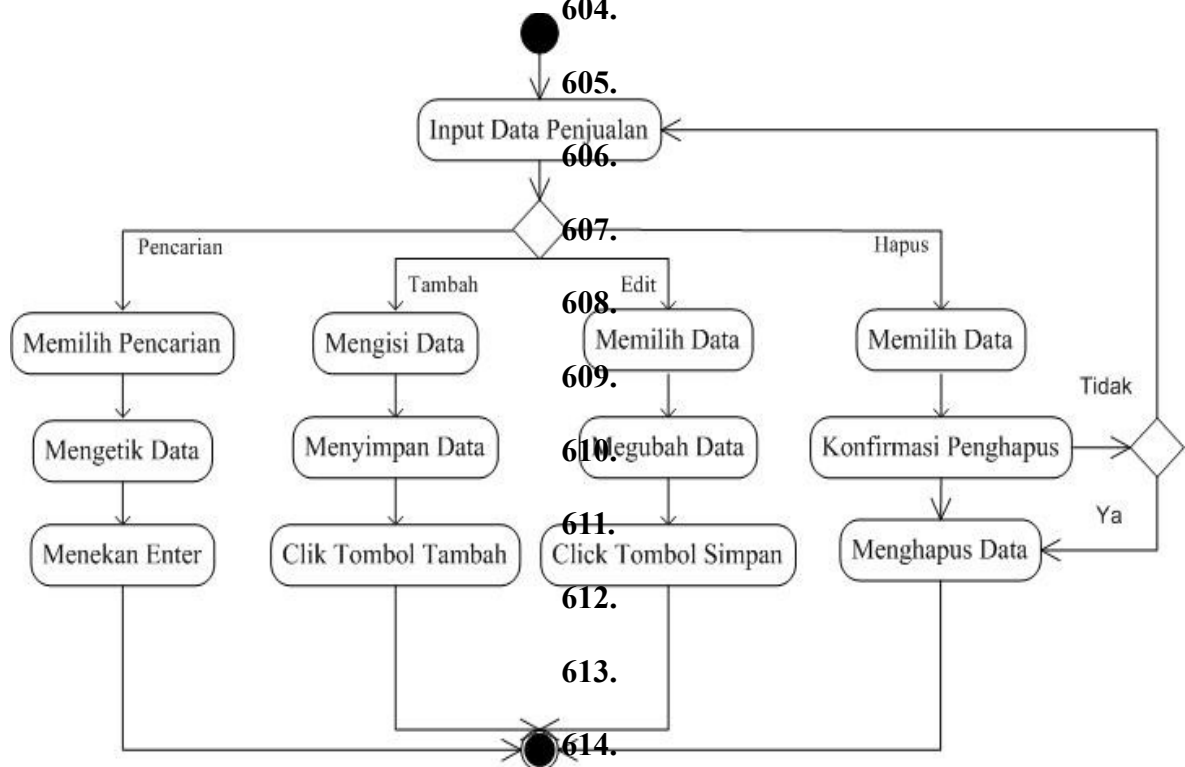 604.
605.
Input Data Penjualan
606.
607.
Pencarian
Hapus
Tambah
Edit
608.
Memilih Pencarian
Mengisi Data
Memilih Data
Memilih Data
609.
Tidak
Mengetik Data
Menyimpan Data
610.
Megubah Data
Konfirmasi Penghapus
611.
Ya
Menekan Enter
Clik Tombol Tambah
Click Tombol Simpan
Menghapus Data
612.
613.
614.